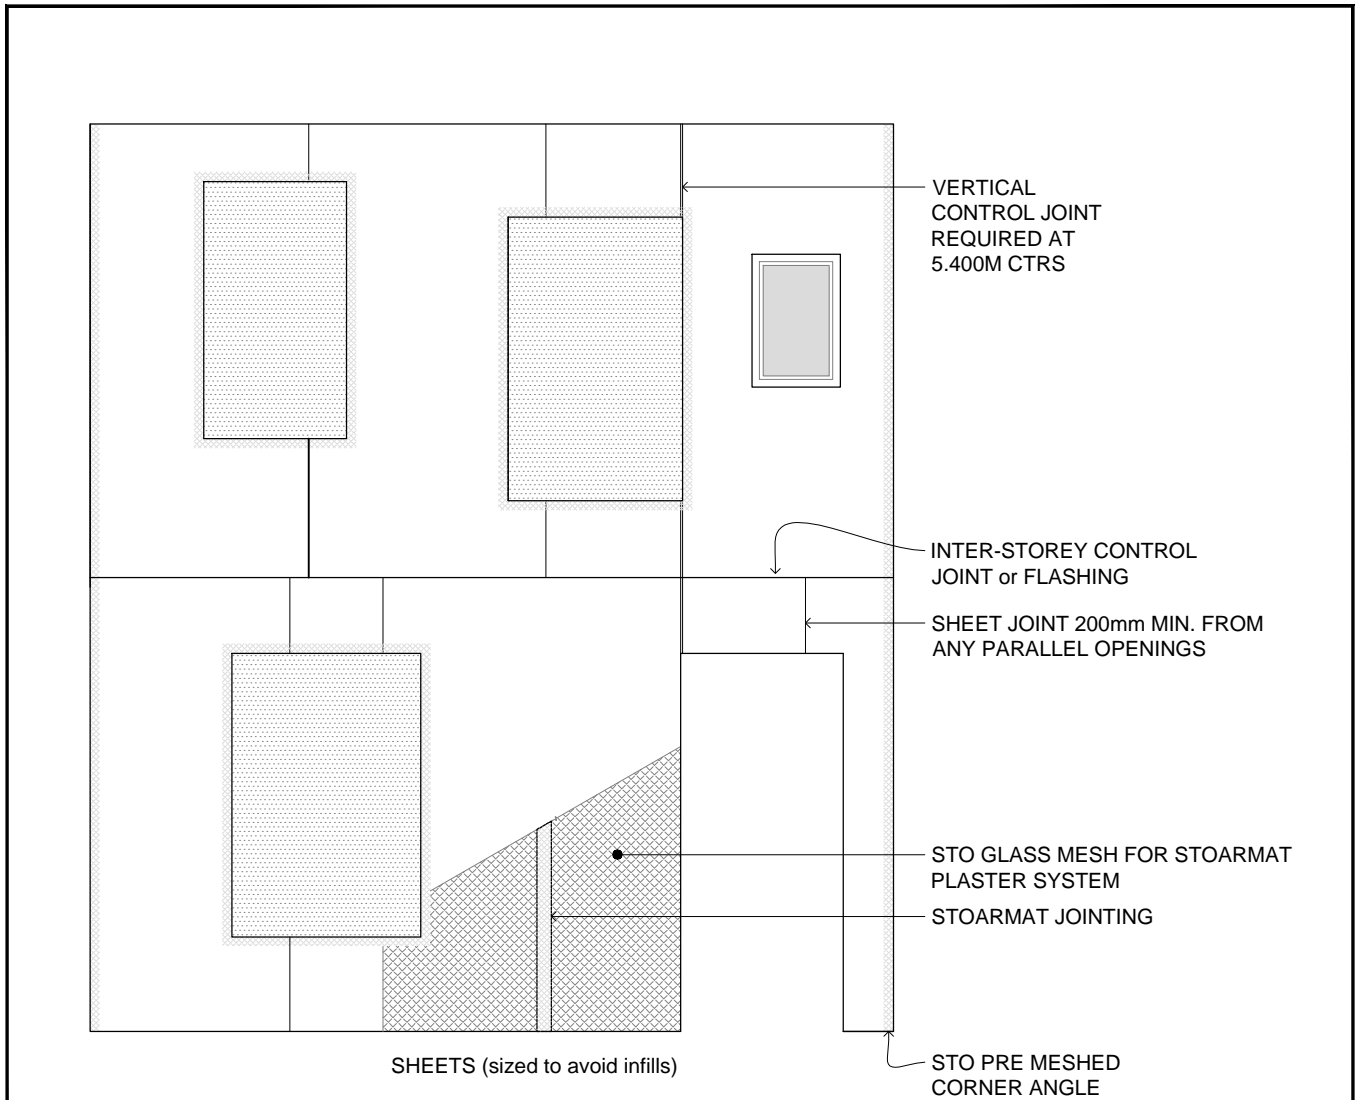 VERTICAL
CONTROL JOINT
REQUIRED AT
5.400M CTRS
INTER-STOREY CONTROL
JOINT or FLASHING
SHEET JOINT 200mm MIN. FROM
ANY PARALLEL OPENINGS
STO GLASS MESH FOR STOARMAT
PLASTER SYSTEM
STOARMAT JOINTING
SHEETS (sized to avoid infills)
STO PRE MESHED
CORNER ANGLE